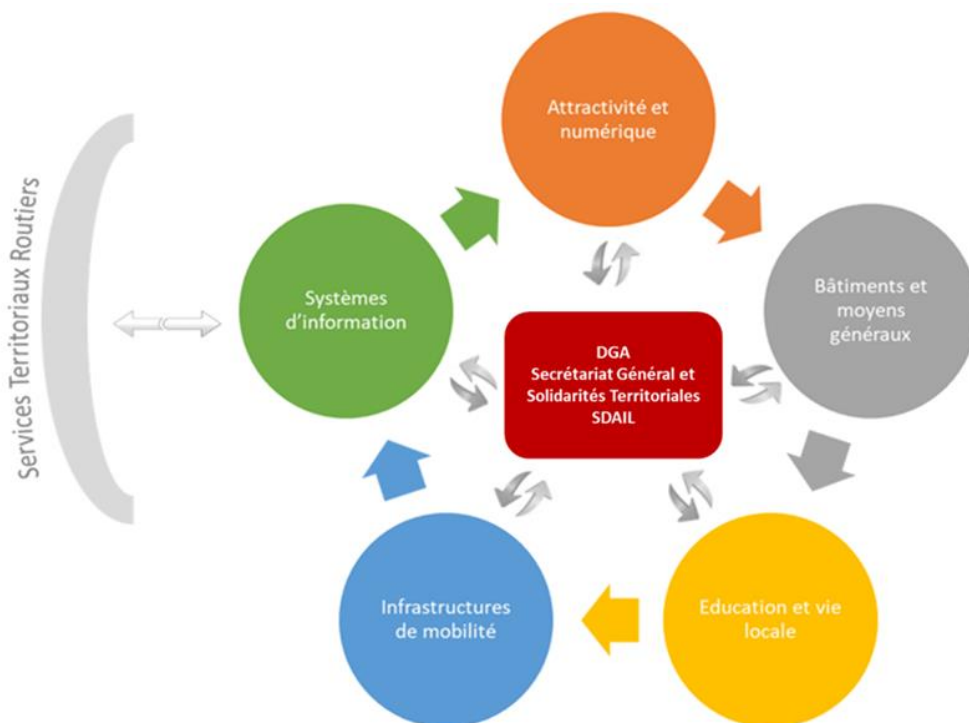 Attractivité et
numérique
Bâtiments et
moyens
généraux
Education et vie
locale
Infrastructures
de mobilité
Systèmes
d’information
DGA
Secrétariat Général et
Solidarités Territoriales
SDAIL
Services Territoriaux Routiers